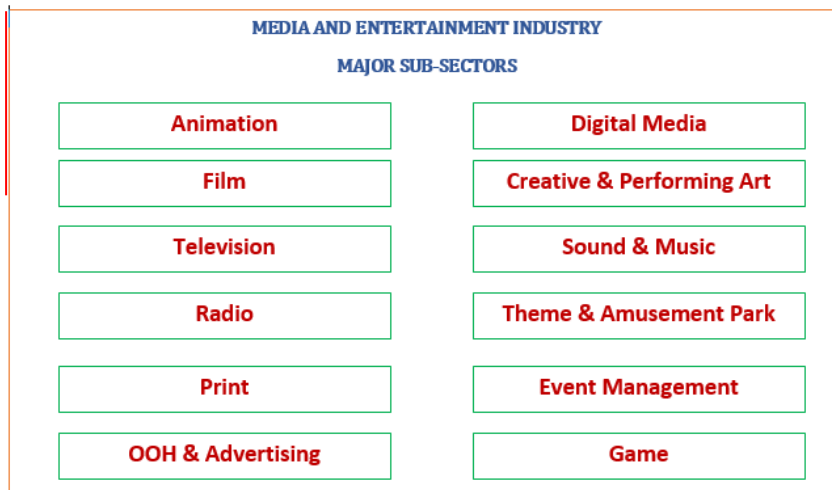 MEDIA AND ENTERTAINMENT INDUSTRY
MAJOR SUB-SECTORS
Animation
Digital Media
Film
Creative & Performing Art
Television
Sound & Music
Radio
Theme & Amusement Park
Print
Event Management
OOH & Advertising
Game